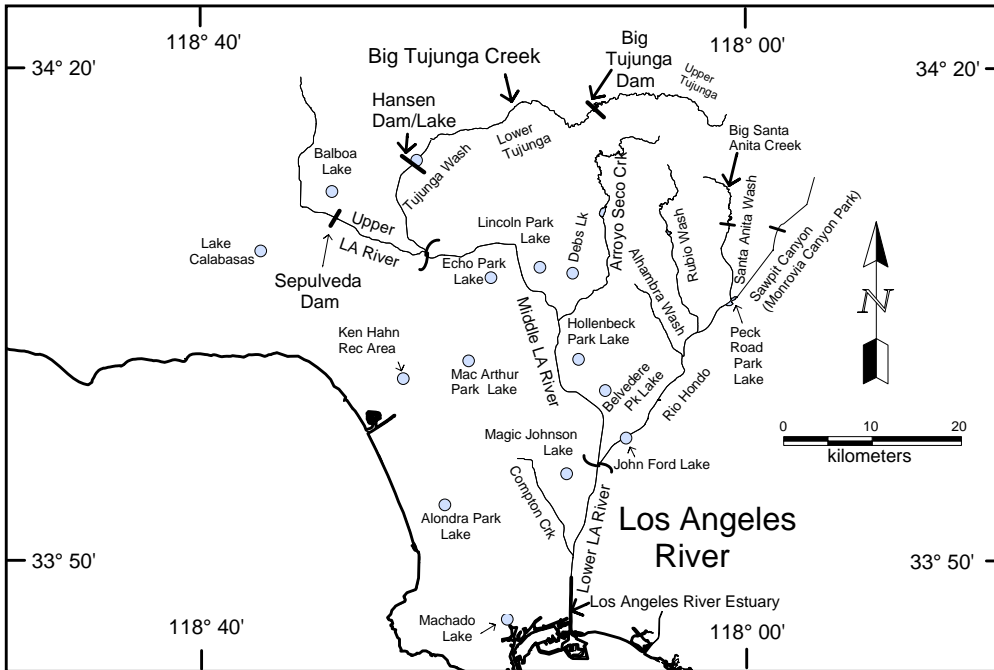 118° 40'
118° 00'
34° 20'
34° 20'
Big Tujunga Creek
Big
Tujunga
Dam
Upper
Tujunga
Hansen
Dam/Lake
Lower
Tujunga
Big Santa
Anita Creek
Balboa
Lake
Tujunga Wash
Arroyo Seco Crk
Rubio Wash
Santa Anita Wash
Sawpit Canyon
(Monrovia Canyon Park)
Upper
LA River
Lincoln Park
Lake
Debs Lk
Lake
Calabasas
Echo Park
Lake
Sepulveda
Dam
Alhambra Wash
N
Middle LA River
Ken Hahn
Rec Area
Hollenbeck
Park Lake
Peck
Road
Park
Lake
Mac Arthur
Park Lake
Belvedere
Pk Lake
Rio Hondo
0 10 20
kilometers
Magic Johnson
Lake
John Ford Lake
Compton Crk
Alondra Park
Lake
Lower LA River
Los Angeles
River
33° 50'
33° 50'
Los Angeles River Estuary
Machado
Lake
118° 40'
118° 00'